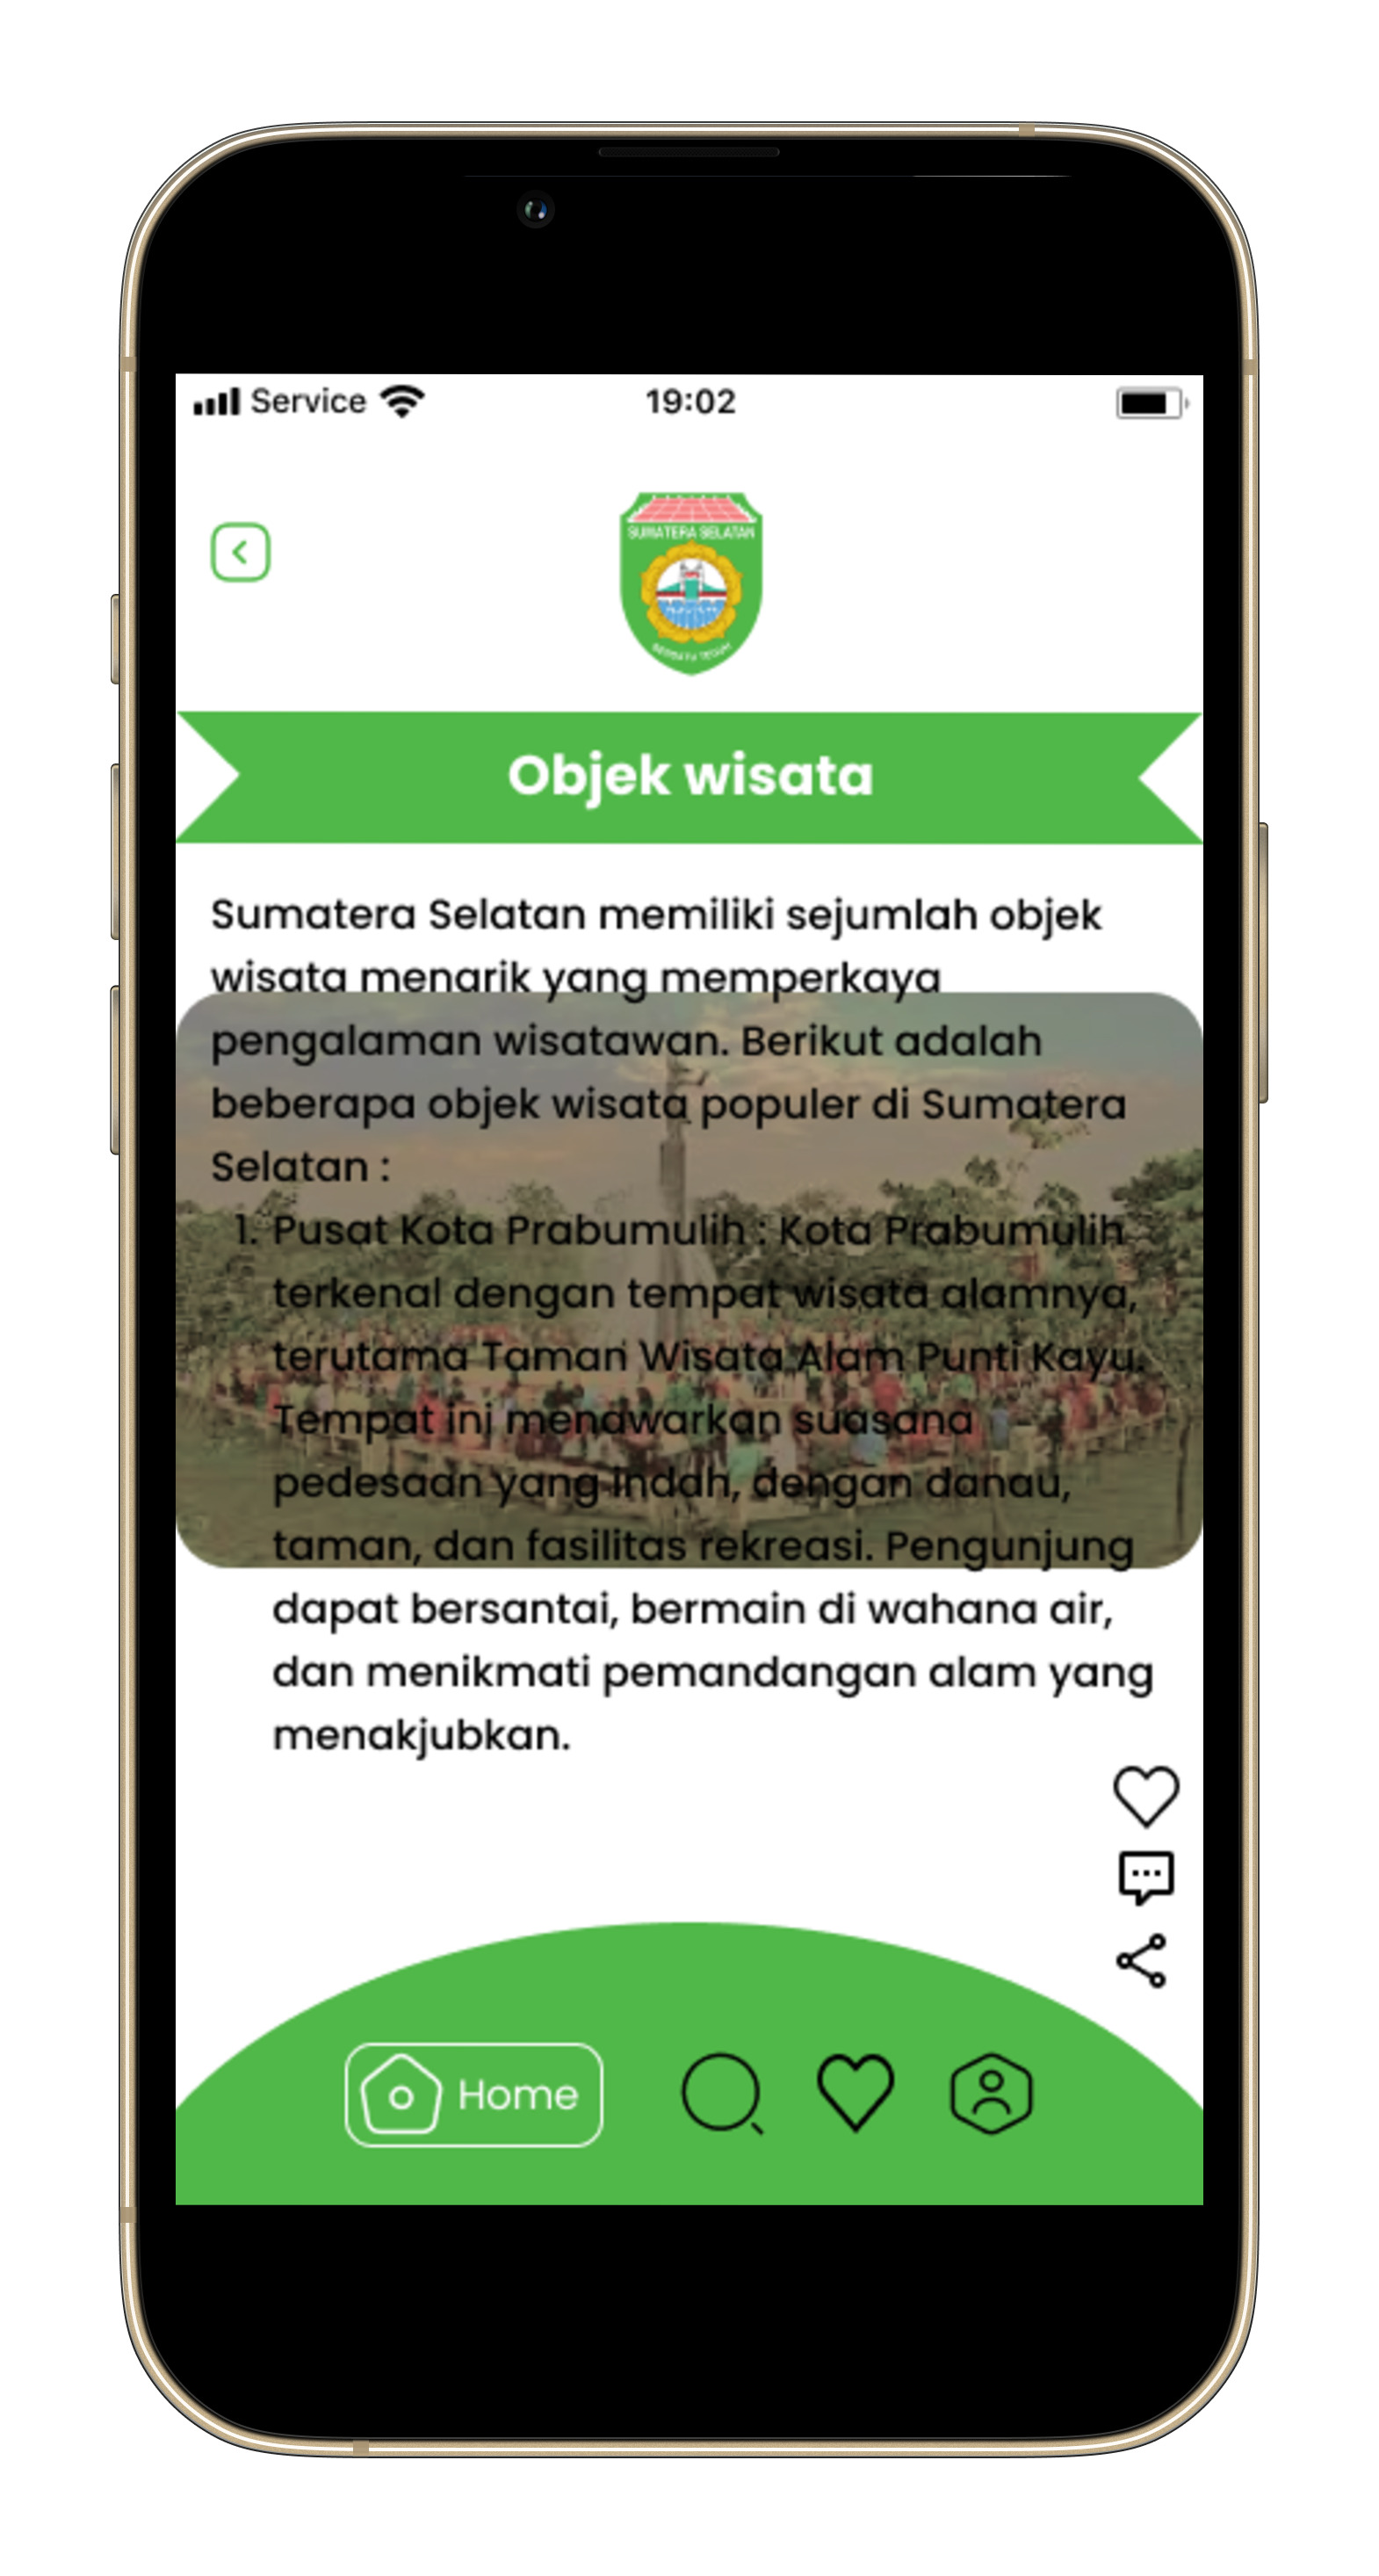 Service
19:02
SUMATERA SELATAN
Objek wisata
Sumatera Selatan memiliki sejumlah objek
wisata menarik yang memperkaya
pengalaman wisatawan. Berikut adalah
beberapa objek wisata populer di Sumatera
Selatan :
1. Pusat Kota Prabumulih : Kota Prabumulih
terkenal dengan tempat wisata alamnya,
terutama Taman Wisata Alam Punti Kayu.
Tempat ini menawarkan suasana
pedesaan yang indah, dengan danau,
taman, dan fasilitas rekreasi. Pengunjung
dapat bersantai, bermain di wahana air,
dan menikmati pemandangan alam yang
menakjubkan.
Home